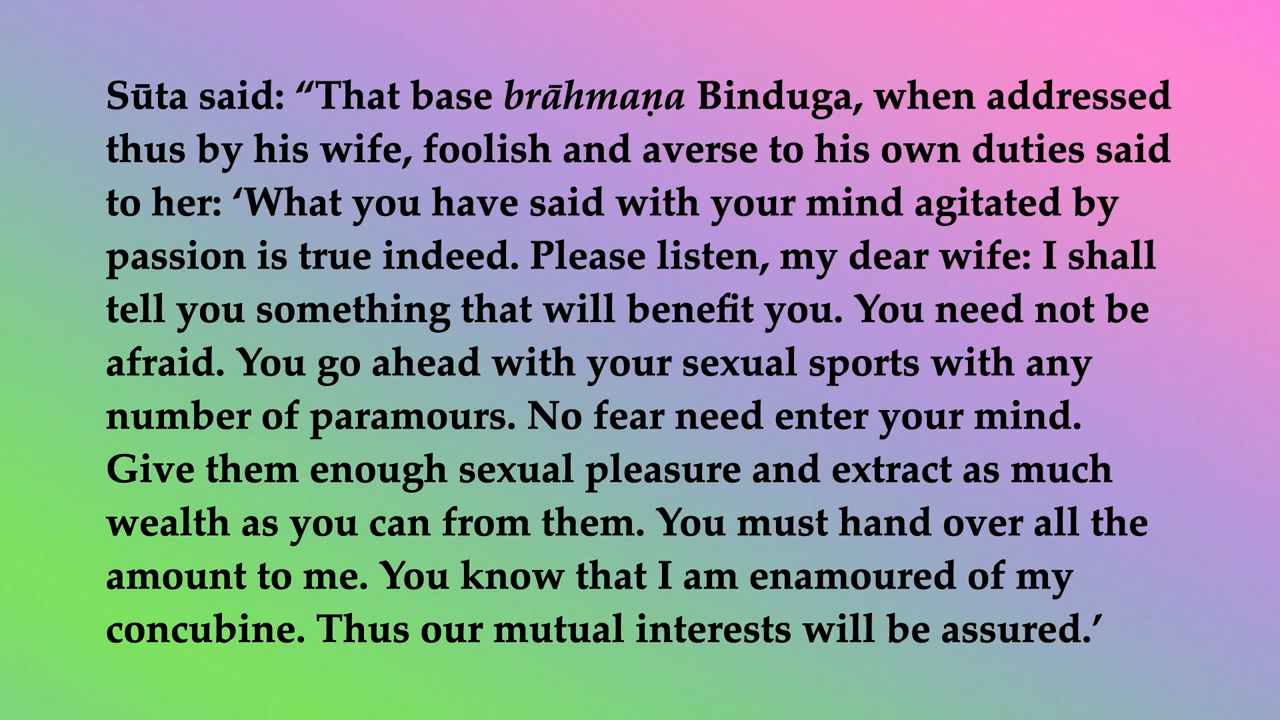 Sūta said: “That base brāhmaṇa Binduga, when addressed
thus by his wife, foolish and averse to his own duties said
to her: ‘What you have said with your mind agitated by
passion is true indeed. Please listen, my dear wife: I shall
tell you something that will benefit you. You need not be
afraid. You go ahead with your sexual sports with any
number of paramours. No fear need enter your mind.
Give them enough sexual pleasure and extract as much
wealth as you can from them. You must hand over all the
amount to me. You know that I am enamoured of my
concubine. Thus our mutual interests will be assured.’